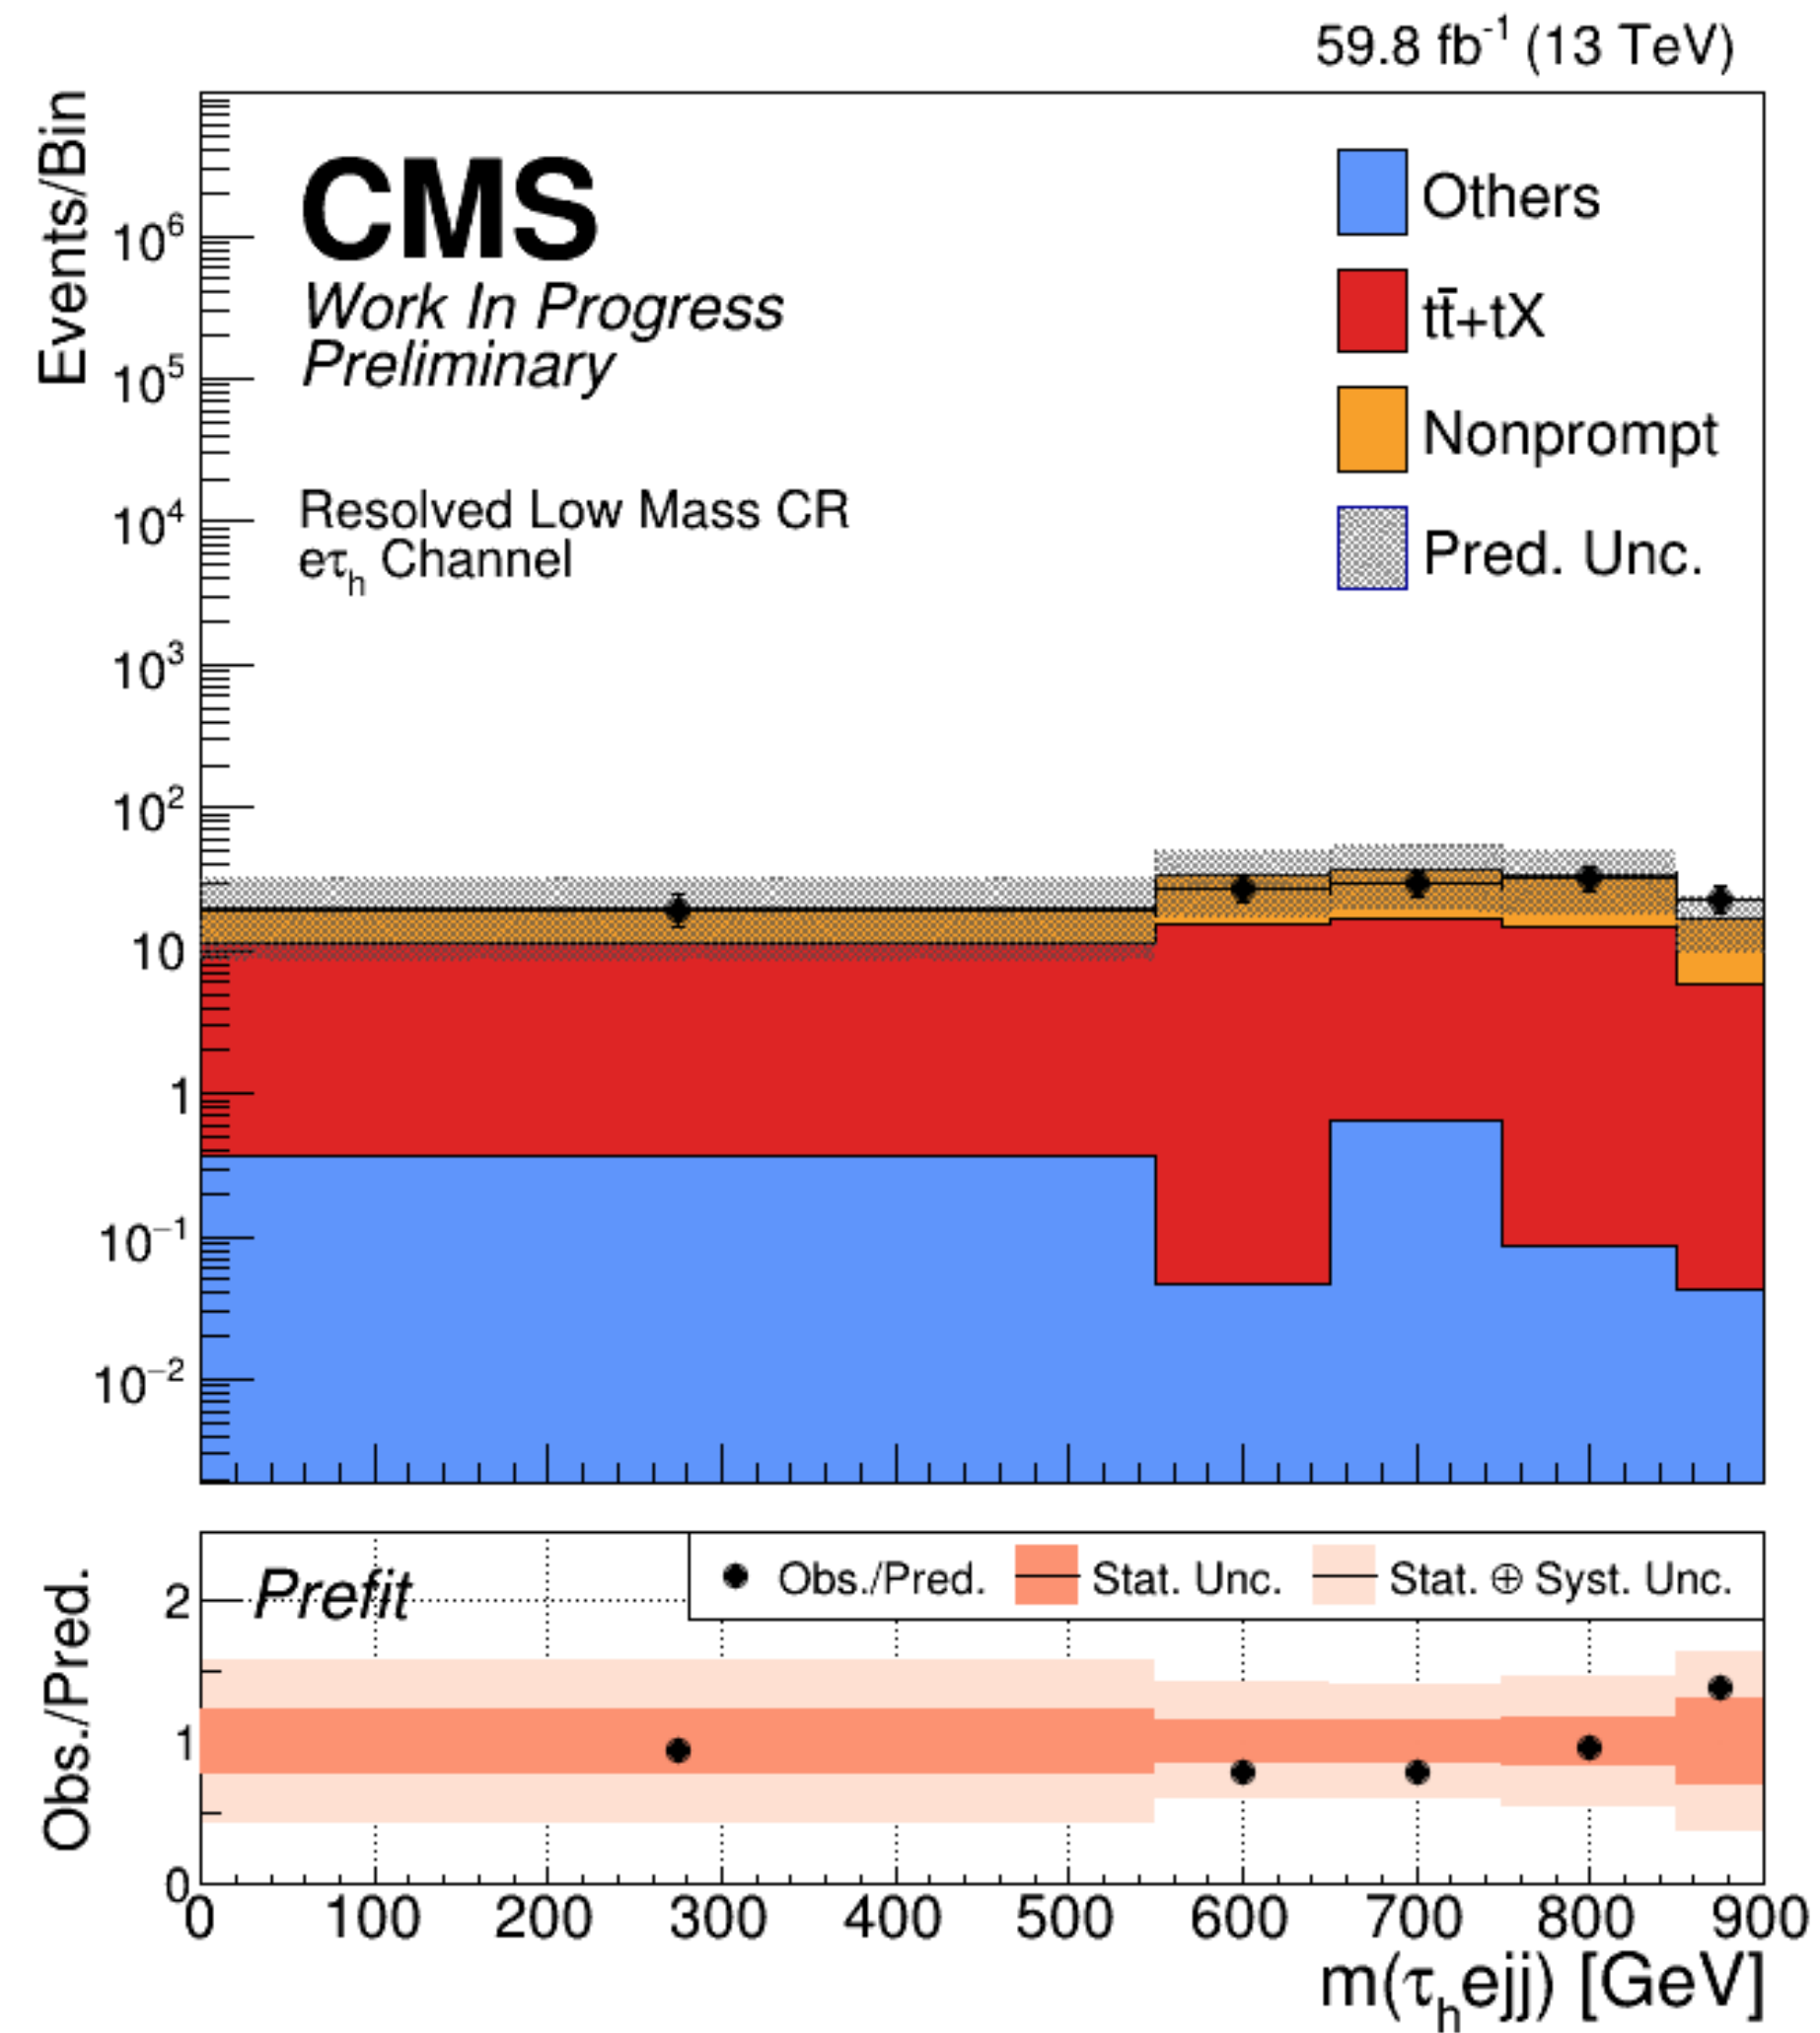 59.8 fb⁻¹ (13 TeV)
Events/Bin
CMS
Work In Progress
Preliminary
Resolved Low Mass CR
eτₕ Channel
Others
tt̄+tX
Nonprompt
Pred. Unc.
10⁶
10⁵
10⁴
10³
10²
10
1
10⁻¹
10⁻²
Obs./Pred.
Prefit
Obs./Pred. Stat. Unc. Stat. ⊕ Syst. Unc.
2
1
0
0 100 200 300 400 500 600 700 800 900
m(τₕejj) [GeV]